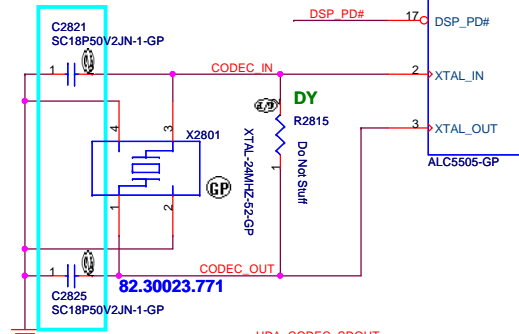 DSP_PD#
17
DSP_PD#
C2821
SC18P50V2JN-1-GP
1
CODEC_IN
2
XTAL_IN
DY
R2815
4
3
X2801
3
XTAL_OUT
XTAL-24MHZ-52-GP
Do Not Stuff
ALC5505-GP
1
GP
1
2
CODEC_OUT
1
82.30023.771
C2825
SC18P50V2JN-1-GP